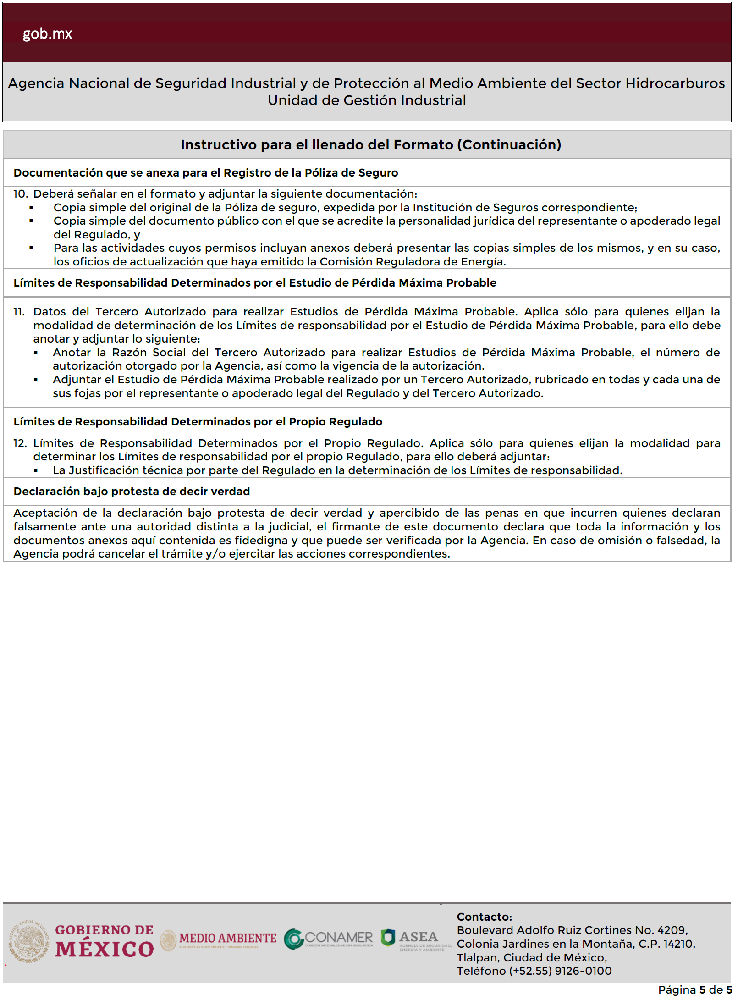 gob.mx
Agencia Nacional de Seguridad Industrial y de Protección al Medio Ambiente del Sector Hidrocarburos
Unidad de Gestión Industrial
Instructivo para el llenado del Formato (Continuación)
Documentación que se anexa para el Registro de la Póliza de Seguro
10. Deberá señalar en el formato y adjuntar la siguiente documentación:
▪ Copia simple del original de la Póliza de seguro, expedida por la Institución de Seguros correspondiente;
▪ Copia simple del documento público con el que se acredite la personalidad jurídica del representante o apoderado legal
del Regulado, y
▪ Para las actividades cuyos permisos incluyan anexos deberá presentar las copias simples de los mismos, y en su caso,
los oficios de actualización que haya emitido la Comisión Reguladora de Energía.
Límites de Responsabilidad Determinados por el Estudio de Pérdida Máxima Probable
11. Datos del Tercero Autorizado para realizar Estudios de Pérdida Máxima Probable. Aplica sólo para quienes elijan la
modalidad de determinación de los Límites de responsabilidad por el Estudio de Pérdida Máxima Probable, para ello debe
anotar y adjuntar lo siguiente:
▪ Anotar la Razón Social del Tercero Autorizado para realizar Estudios de Pérdida Máxima Probable, el número de
autorización otorgado por la Agencia, así como la vigencia de la autorización.
▪ Adjuntar el Estudio de Pérdida Máxima Probable realizado por un Tercero Autorizado, rubricado en todas y cada una de
sus fojas por el representante o apoderado legal del Regulado y del Tercero Autorizado.
Límites de Responsabilidad Determinados por el Propio Regulado
12. Límites de Responsabilidad Determinados por el Propio Regulado. Aplica sólo para quienes elijan la modalidad para
determinar los Límites de responsabilidad por el propio Regulado, para ello deberá adjuntar:
▪ La Justificación técnica por parte del Regulado en la determinación de los Límites de responsabilidad.
Declaración bajo protesta de decir verdad
Aceptación de la declaración bajo protesta de decir verdad y apercibido de las penas en que incurren quienes declaran
falsamente ante una autoridad distinta a la judicial, el firmante de este documento declara que toda la información y los
documentos anexos aquí contenida es fidedigna y que puede ser verificada por la Agencia. En caso de omisión o falsedad, la
Agencia podrá cancelar el trámite y/o ejercitar las acciones correspondientes.
ESTADOS UNIDOS MEXICANOS
GOBIERNO DE
MÉXICO
MEDIO AMBIENTE
SECRETARÍA DE MEDIO AMBIENTE Y RECURSOS NATURALES
CONAMER
COMISIÓN NACIONAL DE MEJORA REGULATORIA
ASEA
AGENCIA DE SEGURIDAD,
ENERGÍA Y AMBIENTE
Contacto:
Boulevard Adolfo Ruiz Cortines No. 4209,
Colonia Jardines en la Montaña, C.P. 14210,
Tlalpan, Ciudad de México,
Teléfono (+52.55) 9126-0100
Página 5 de 5